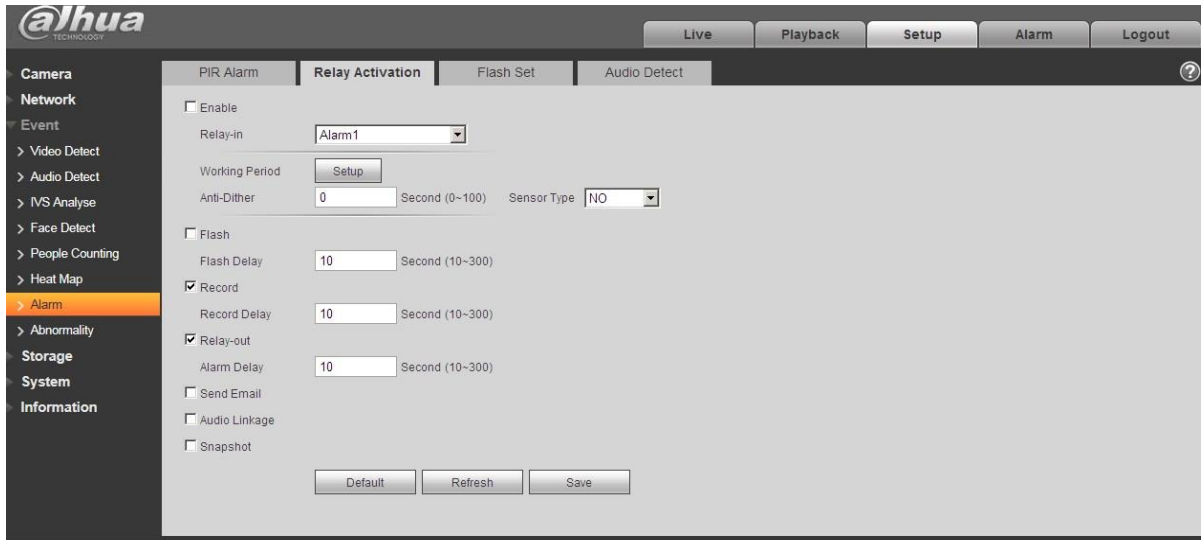 alhua
TECHNOLOGY
Live Playback Setup Alarm Logout
Camera
Network
Event
> Video Detect
> Audio Detect
> IVS Analyse
> Face Detect
> People Counting
> Heat Map
> Alarm
> Abnormality
Storage
System
Information
PIR Alarm Relay Activation Flash Set Audio Detect ?
Enable
Relay-in Alarm1
Working Period Setup
Anti-Dither 0 Second (0~100) Sensor Type NO
Flash
Flash Delay 10 Second (10~300)
Record
Record Delay 10 Second (10~300)
Relay-out
Alarm Delay 10 Second (10~300)
Send Email
Audio Linkage
Snapshot
Default Refresh Save